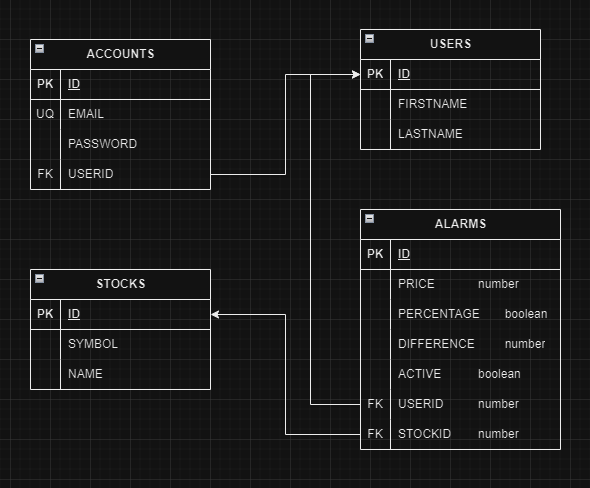 ACCOUNTS
PK ID
UQ EMAIL
PASSWORD
FK USERID
USERS
PK ID
FIRSTNAME
LASTNAME
STOCKS
PK ID
SYMBOL
NAME
ALARMS
PK ID
PRICE number
PERCENTAGE boolean
DIFFERENCE number
ACTIVE boolean
FK USERID number
FK STOCKID number